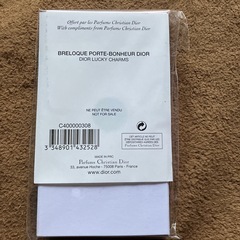 Offert par les Parfums Christian Dior
With compliments from Parfums Christian Dior
BRELOQUE PORTE-BONHEUR DIOR
DIOR LUCKY CHARMS
NE PEUT ÊTRE VENDU
NOT FOR SALE
C400000308
3 348901 432528
MADE IN PRC
Parfums Christian Dior
33, avenue Hoche - 75008 Paris - France
www.dior.com